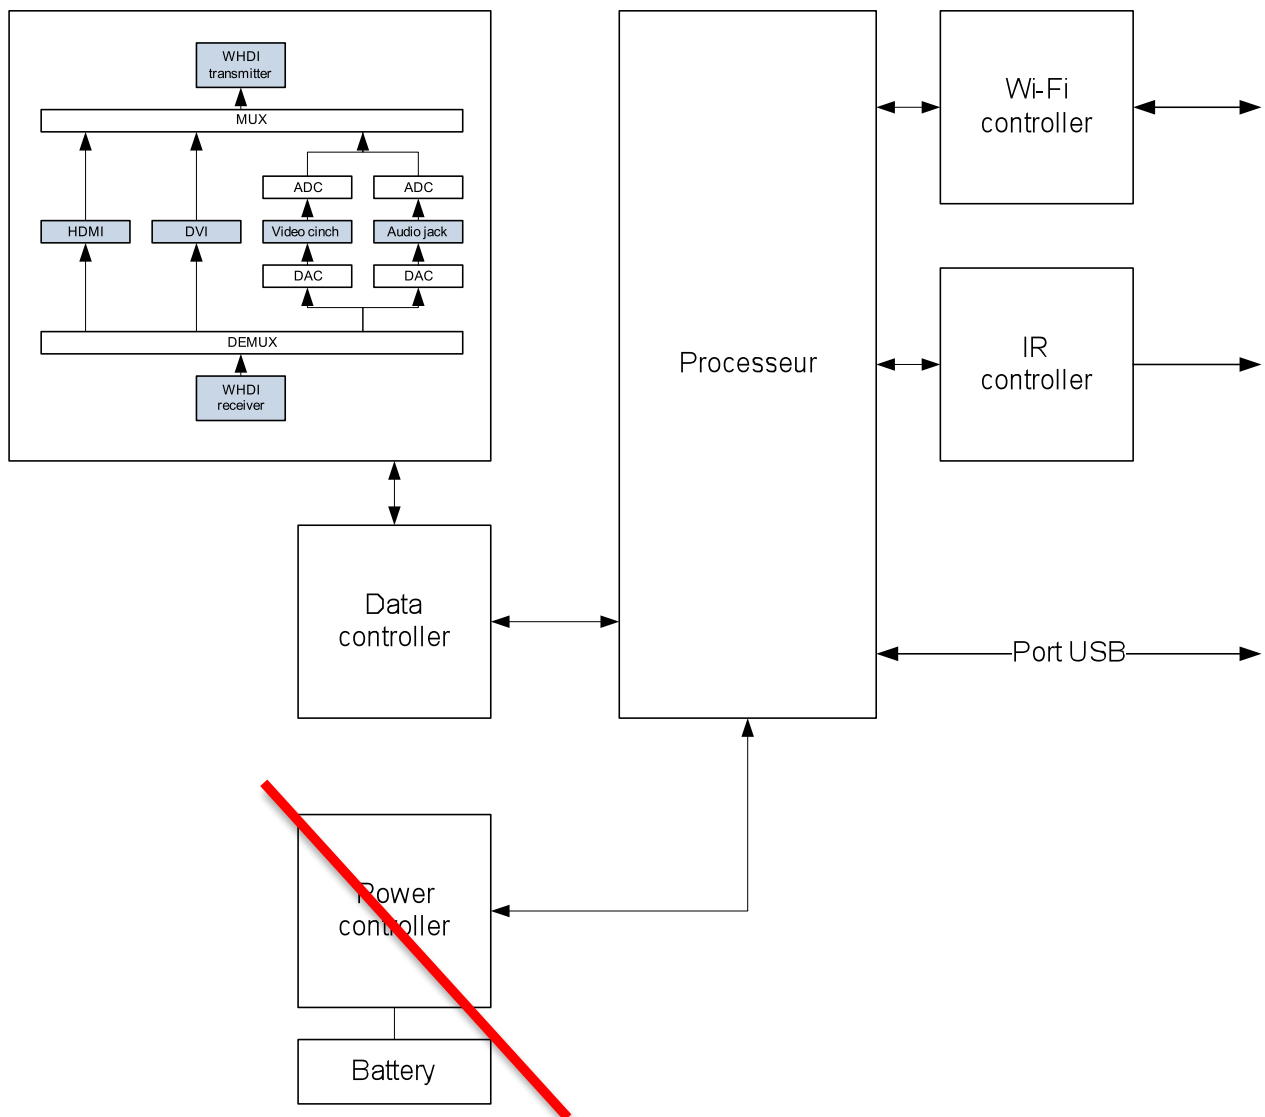 WHDI
transmitter
MUX
ADC
ADC
HDMI
DVI
Video cinch
Audio jack
DAC
DAC
DEMUX
WHDI
receiver
Processeur
Wi-Fi
controller
IR
controller
Data
controller
Port USB
Power
controller
Battery